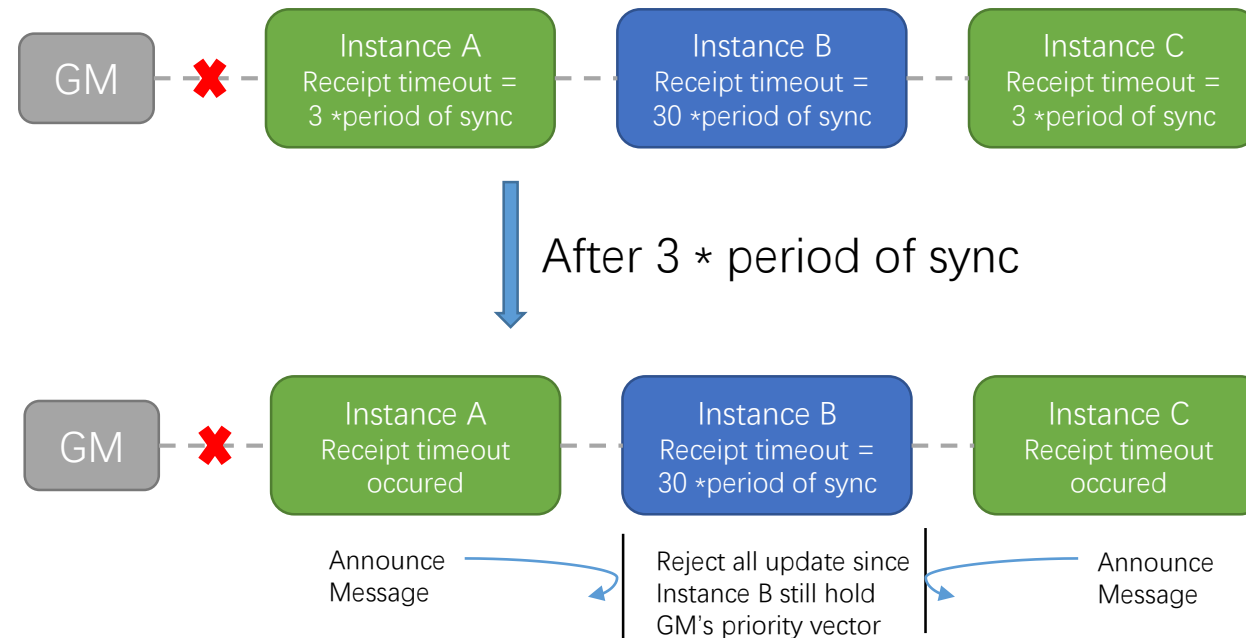 GM
Instance A
Receipt timeout =
3 *period of sync
Instance B
Receipt timeout =
30 *period of sync
Instance C
Receipt timeout =
3 *period of sync
After 3 * period of sync
GM
Instance A
Receipt timeout
occured
Instance B
Receipt timeout =
30 *period of sync
Instance C
Receipt timeout
occured
Announce
Message
Reject all update since
Instance B still hold
GM's priority vector
Announce
Message